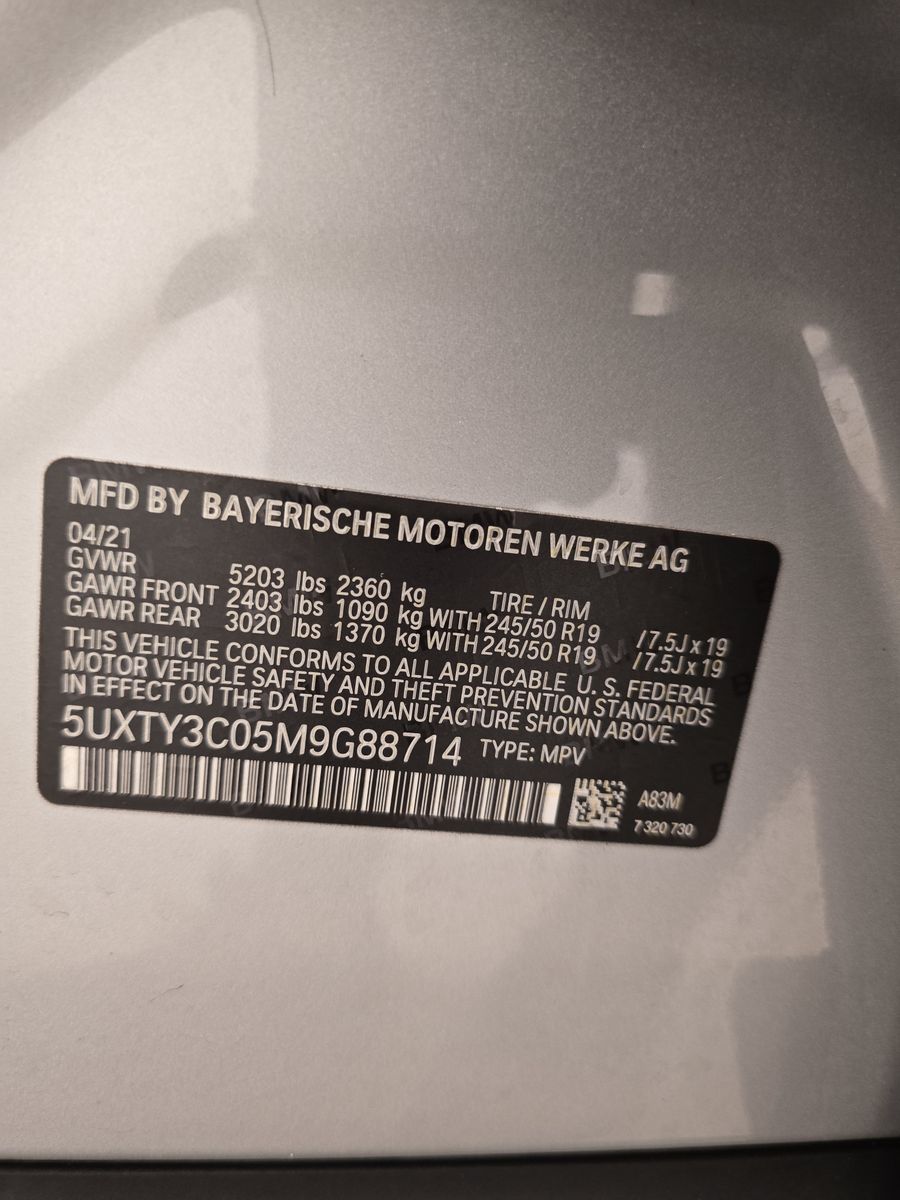 MFD BY BAYERISCHE MOTOREN WERKE AG
04/21
GVWR 5203 lbs 2360 kg TIRE / RIM
GAWR FRONT 2403 lbs 1090 kg WITH 245/50 R19 /7.5J x 19
GAWR REAR 3020 lbs 1370 kg WITH 245/50 R19 /7.5J x 19
THIS VEHICLE CONFORMS TO ALL APPLICABLE U. S. FEDERAL
MOTOR VEHICLE SAFETY AND THEFT PREVENTION STANDARDS
IN EFFECT ON THE DATE OF MANUFACTURE SHOWN ABOVE.
5UXTY3C05M9G88714 TYPE: MPV
A83M
7 320 730